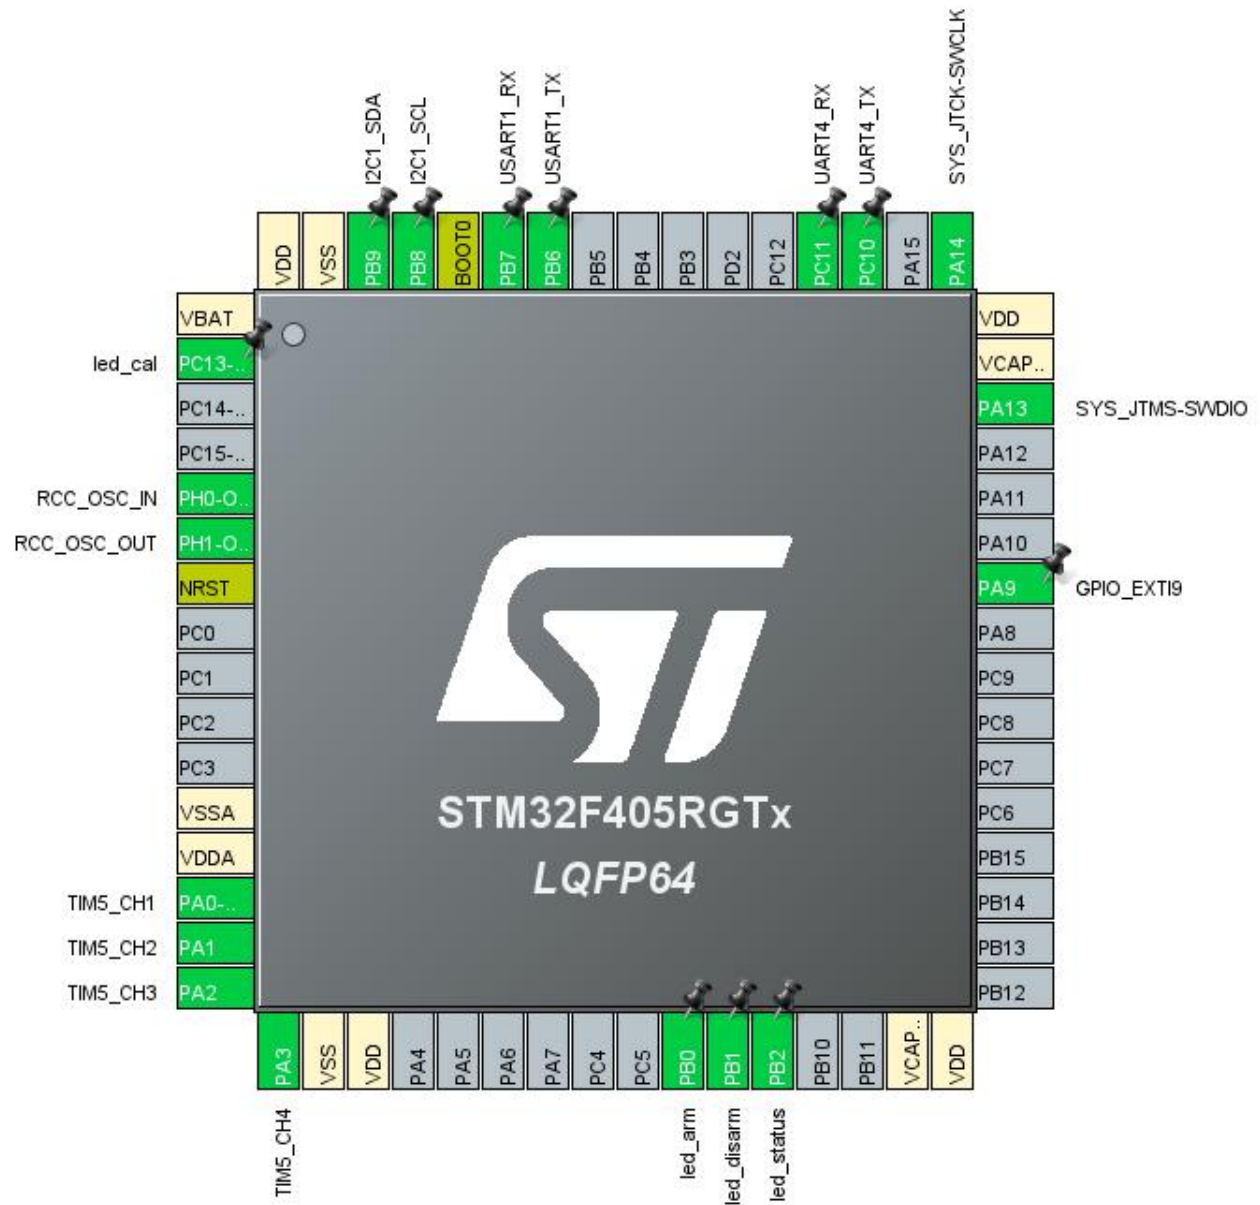 I2C1_SDA
I2C1_SCL
USART1_RX
USART1_TX
UART4_RX
UART4_TX
SYS_JTCK-SWCLK
VDD
VSS
PB9
PB8
BOOT0
PB7
PB6
PB5
PB4
PB3
PD2
PC12
PC11
PC10
PA15
PA14
VBAT
led_cal PC13-..
PC14-..
PC15-..
RCC_OSC_IN PH0-O..
RCC_OSC_OUT PH1-O..
NRST
PC0
PC1
PC2
PC3
VSSA
VDDA
TIM5_CH1 PA0-..
TIM5_CH2 PA1
TIM5_CH3 PA2
VDD
VCAP..
PA13 SYS_JTMS-SWDIO
PA12
PA11
PA10
PA9 GPIO_EXTI9
PA8
PC9
PC8
PC7
PC6
PB15
PB14
PB13
PB12
ST
STM32F405RGTx
LQFP64
PA3
VSS
VDD
PA4
PA5
PA6
PA7
PC4
PC5
PB0
PB1
PB2
PB10
PB11
VCAP..
VDD
TIM5_CH4
led_arm
led_disarm
led_status